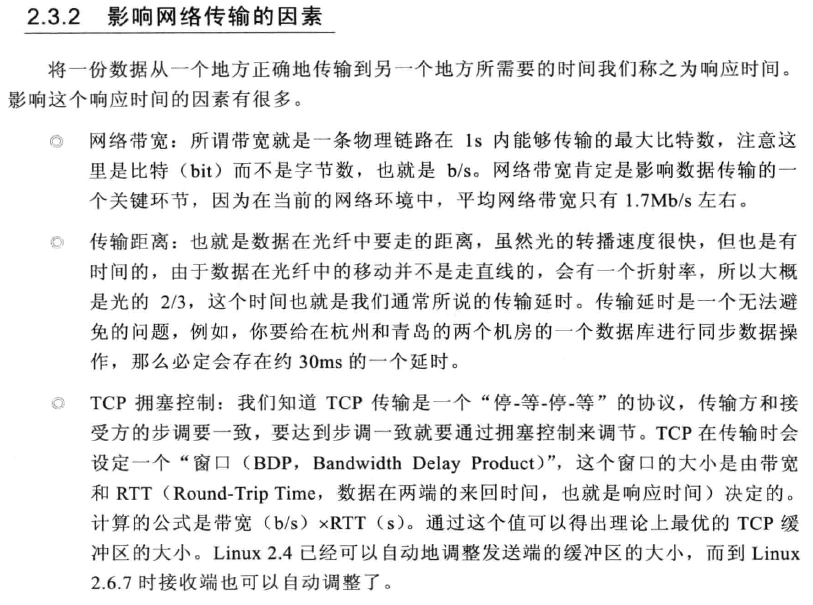 2.3.2 影响网络传输的因素
将一份数据从一个地方正确地传输到另一个地方所需要的时间我们称之为响应时间。
影响这个响应时间的因素有很多。
◎ 网络带宽：所谓带宽就是一条物理链路在 1s 内能够传输的最大比特数，注意这
里是比特（bit）而不是字节数，也就是 b/s。网络带宽肯定是影响数据传输的一
个关键环节，因为在当前的网络环境中，平均网络带宽只有 1.7Mb/s 左右。
◎ 传输距离：也就是数据在光纤中要走的距离，虽然光的转播速度很快，但也是有
时间的，由于数据在光纤中的移动并不是走直线的，会有一个折射率，所以大概
是光的 2/3，这个时间也就是我们通常所说的传输延时。传输延时是一个无法避
免的问题，例如，你要给在杭州和青岛的两个机房的一个数据库进行同步数据操
作，那么必定会存在约 30ms 的一个延时。
◎ TCP 拥塞控制：我们知道 TCP 传输是一个“停-等-停-等”的协议，传输方和接
受方的步调要一致，要达到步调一致就要通过拥塞控制来调节。TCP 在传输时会
设定一个“窗口（BDP，Bandwidth Delay Product）”，这个窗口的大小是由带宽
和 RTT（Round-Trip Time，数据在两端的来回时间，也就是响应时间）决定的。
计算的公式是带宽（b/s）×RTT（s）。通过这个值可以得出理论上最优的 TCP 缓
冲区的大小。Linux 2.4 已经可以自动地调整发送端的缓冲区的大小，而到 Linux
2.6.7 时接收端也可以自动调整了。